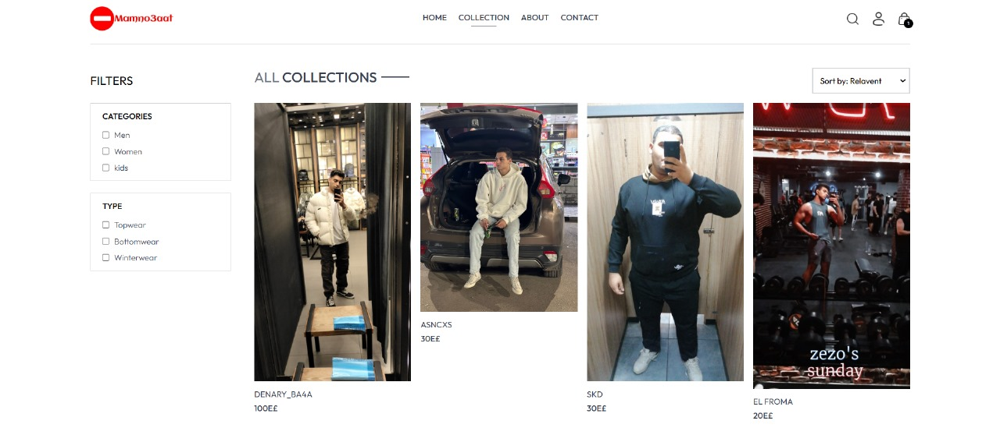 Mamno3aat
HOME COLLECTION ABOUT CONTACT
1
FILTERS
CATEGORIES
Men
Women
kids
TYPE
Topwear
Bottomwear
Winterwear
ALL COLLECTIONS
Sort by: Relavent
DENARY_BA4A
100E£
ASNCXS
30E£
SKD
30E£
zezo's
sunday
EL FROMA
20E£